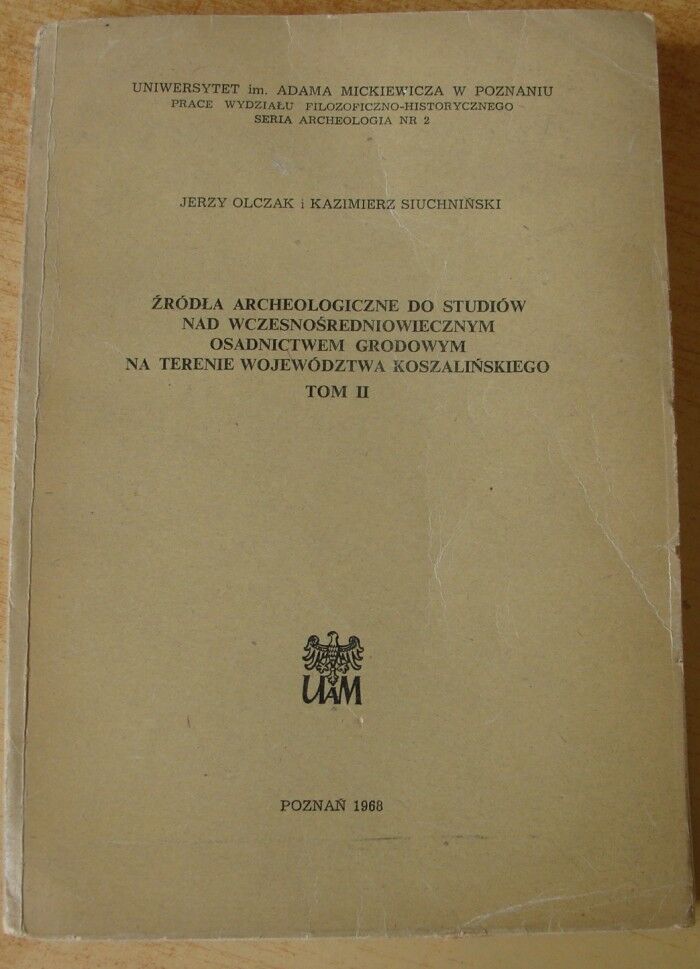 UNIWERSYTET im. ADAMA MICKIEWICZA W POZNANIU
PRACE WYDZIAŁU FILOZOFICZNO-HISTORYCZNEGO
SERIA ARCHEOLOGIA NR 2
JERZY OLCZAK i KAZIMIERZ SIUCHNIŃSKI
ŹRÓDŁA ARCHEOLOGICZNE DO STUDIÓW
NAD WCZESNOŚREDNIOWIECZNYM
OSADNICTWEM GRODOWYM
NA TERENIE WOJEWÓDZTWA KOSZALIŃSKIEGO
TOM II
UAM
POZNAŃ 1968